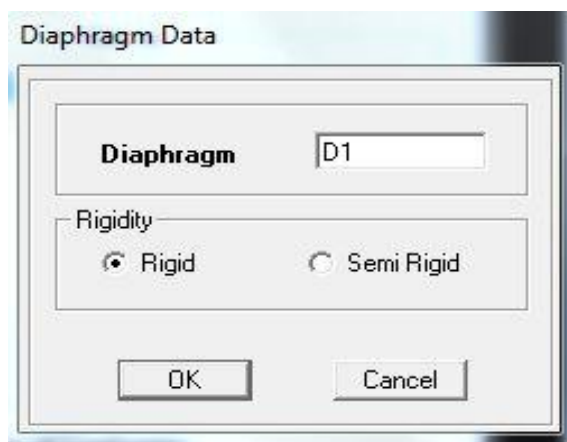 Diaphragm Data
Diaphragm D1
Rigidity
Rigid Semi Rigid
OK Cancel